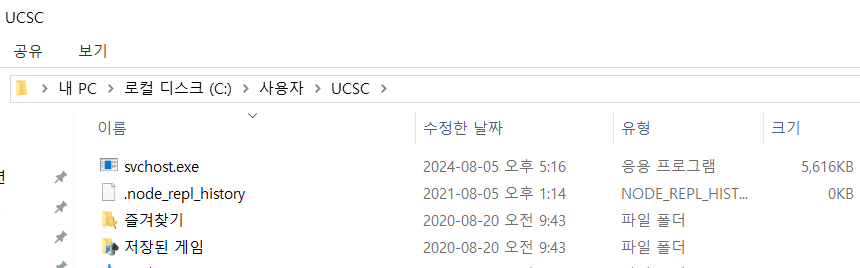 UCSC
공유 보기
내 PC 로컬 디스크 (C:) 사용자 UCSC
이름 수정한 날짜 유형 크기
svchost.exe 2024-08-05 오후 5:16 응용 프로그램 5,616KB
.node_repl_history 2021-08-05 오후 1:14 NODE_REPL_HIST... 0KB
즐겨찾기 2020-08-20 오전 9:43 파일 폴더
저장된 게임 2020-08-20 오전 9:43 파일 폴더